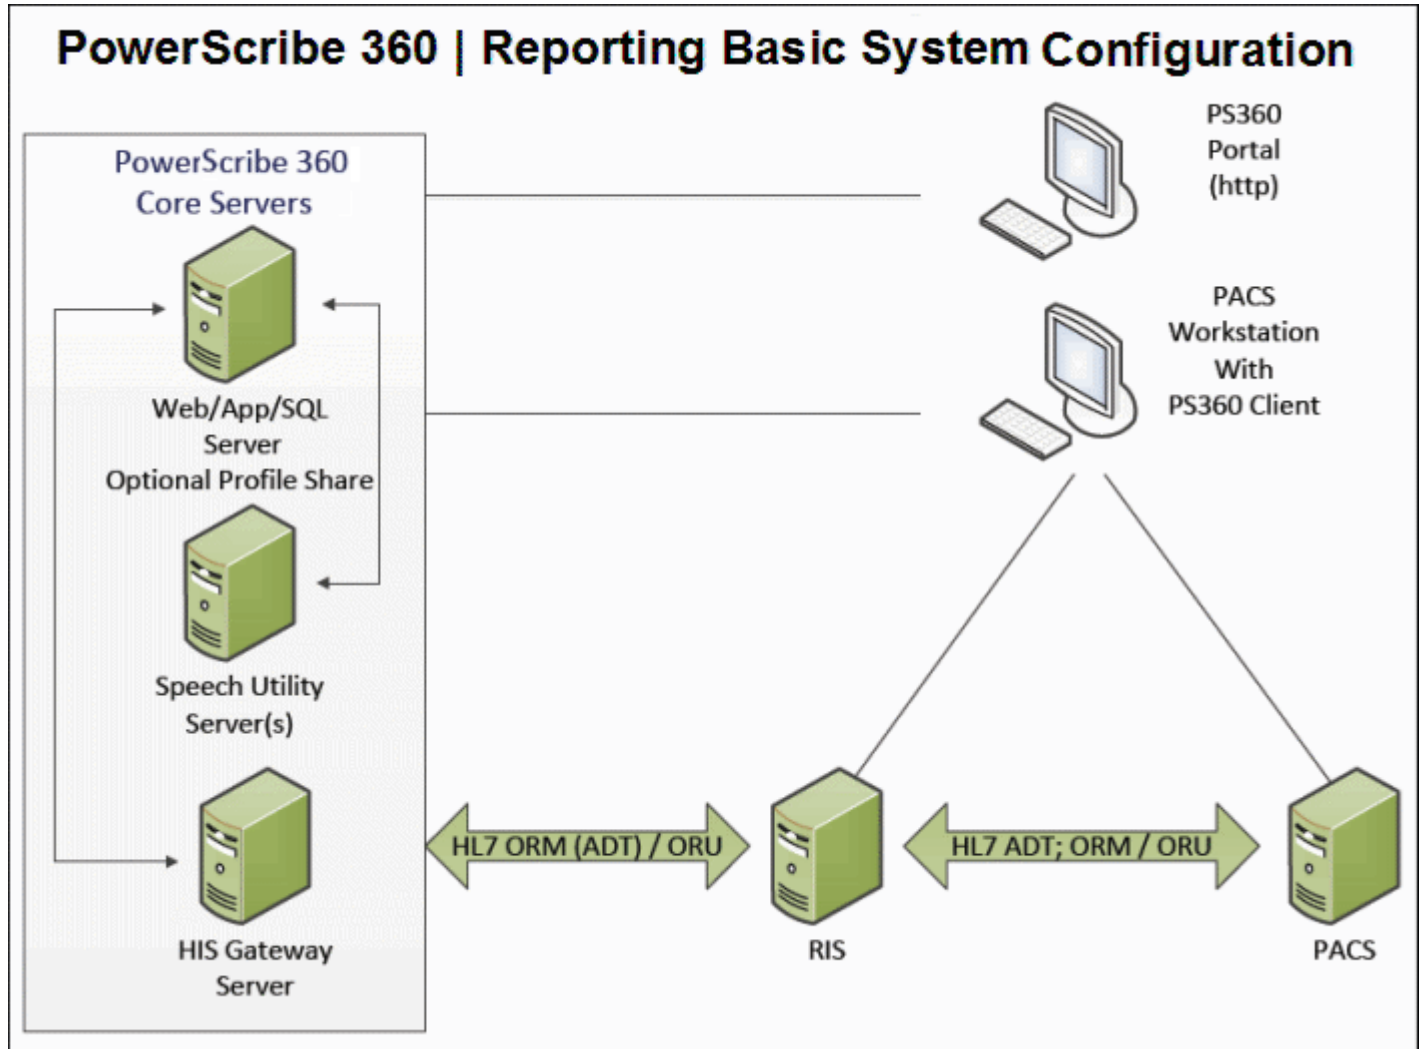 PowerScribe 360 | Reporting Basic System Configuration
PowerScribe 360
Core Servers
Web/App/SQL
Server
Optional Profile Share
Speech Utility
Server(s)
HIS Gateway
Server
PS360
Portal
(http)
PACS
Workstation
With
PS360 Client
HL7 ORM (ADT) / ORU
RIS
HL7 ADT; ORM / ORU
PACS